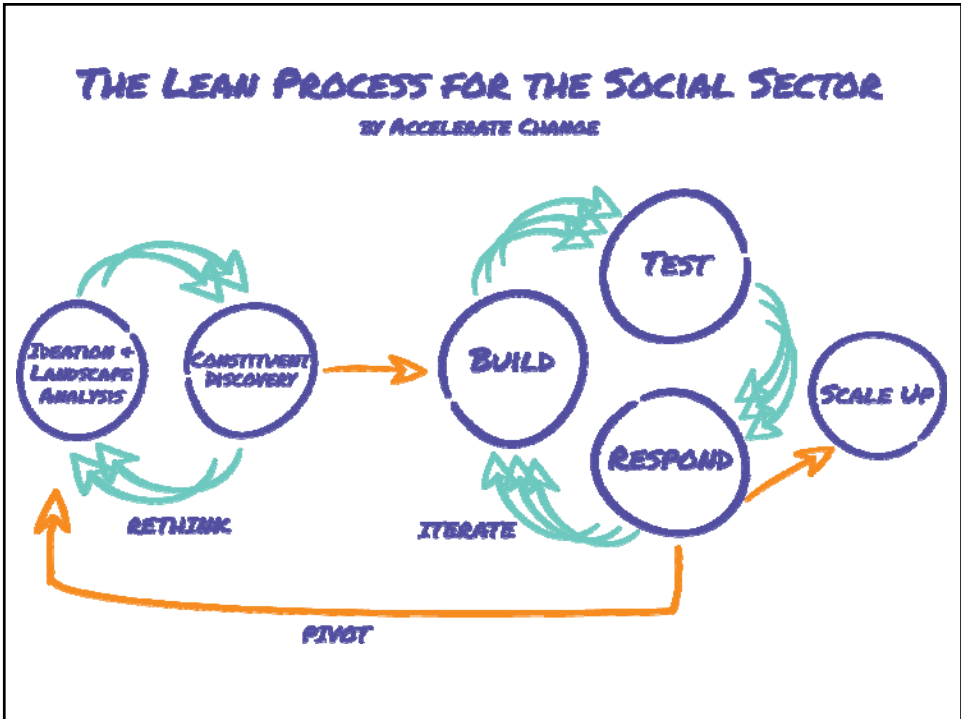 THE LEAN PROCESS FOR THE SOCIAL SECTOR
BY ACCELERATE CHANGE
IDEATION +
LANDSCAPE
ANALYSIS
CONSTITUENT
DISCOVERY
RETHINK
BUILD
TEST
RESPOND
ITERATE
SCALE UP
PIVOT